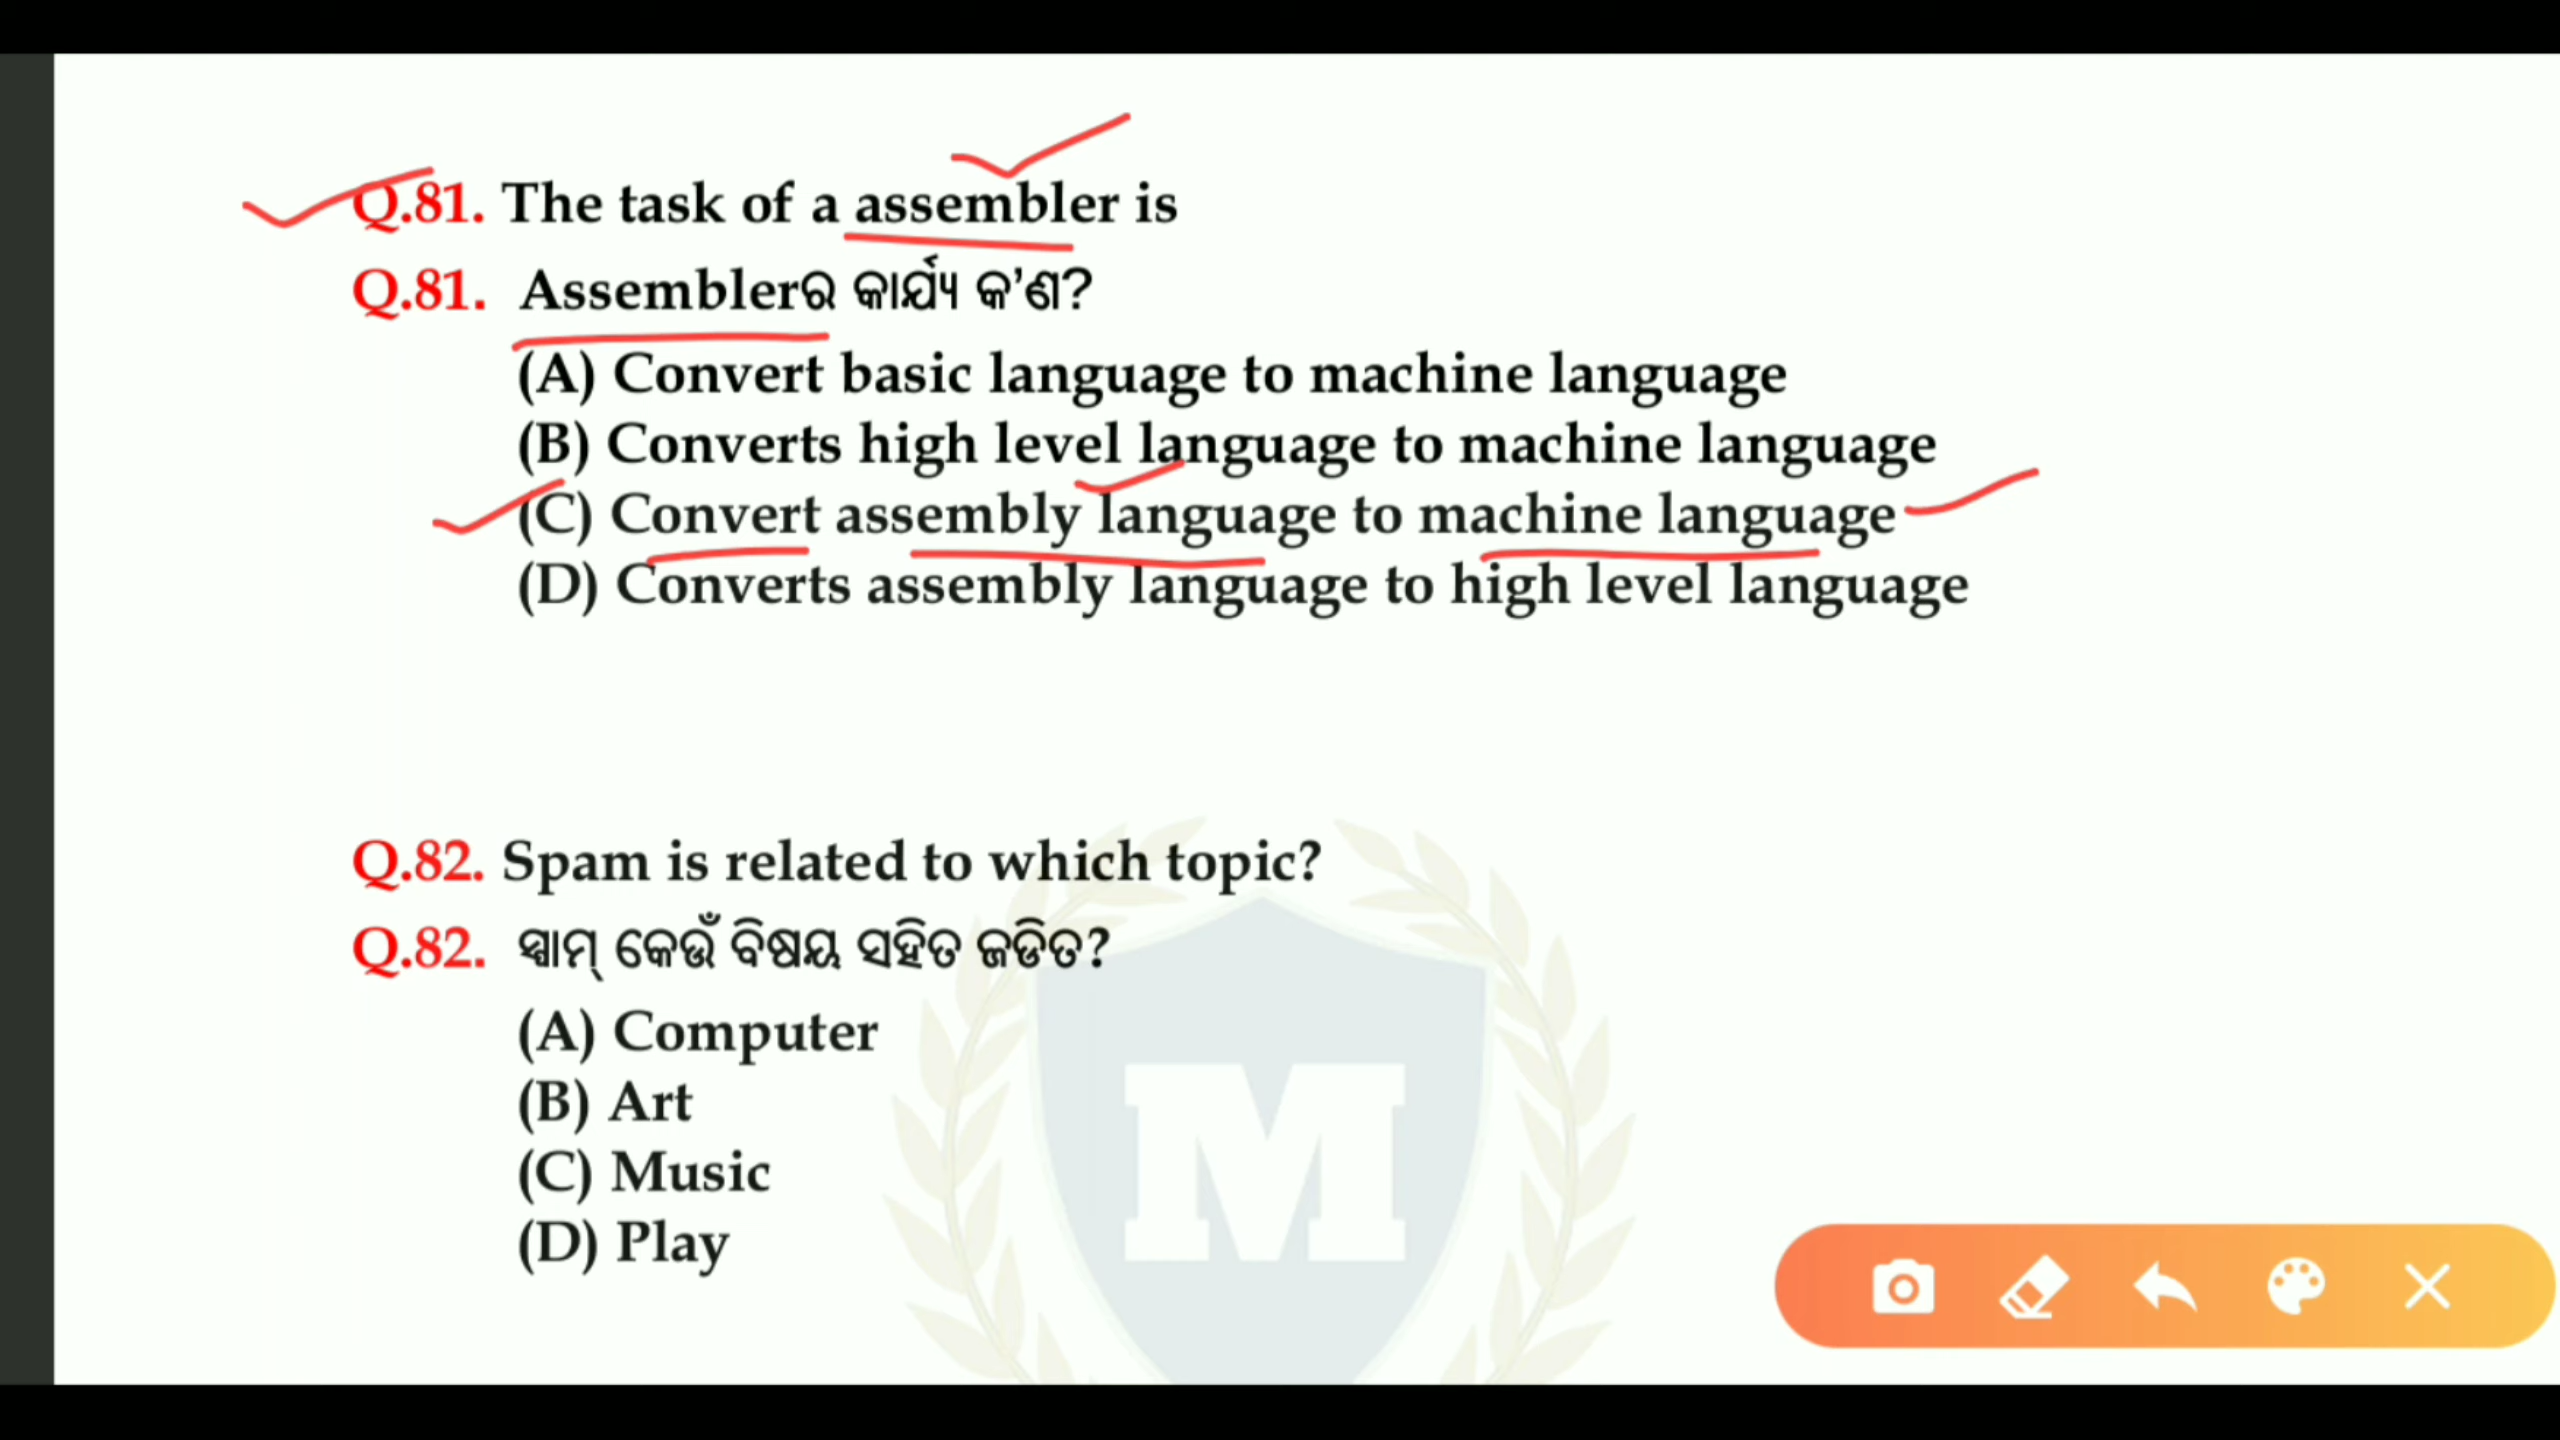 Q.81. The task of a assembler is
Q.81. Assemblerର କାର୍ଯ୍ୟ କ'ଣ?
(A) Convert basic language to machine language
(B) Converts high level language to machine language
(C) Convert assembly language to machine language
(D) Converts assembly language to high level language
Q.82. Spam is related to which topic?
Q.82. ସ୍ପାମ୍ କେଉଁ ବିଷୟ ସହିତ ଜଡିତ?
(A) Computer
(B) Art
(C) Music
(D) Play
M